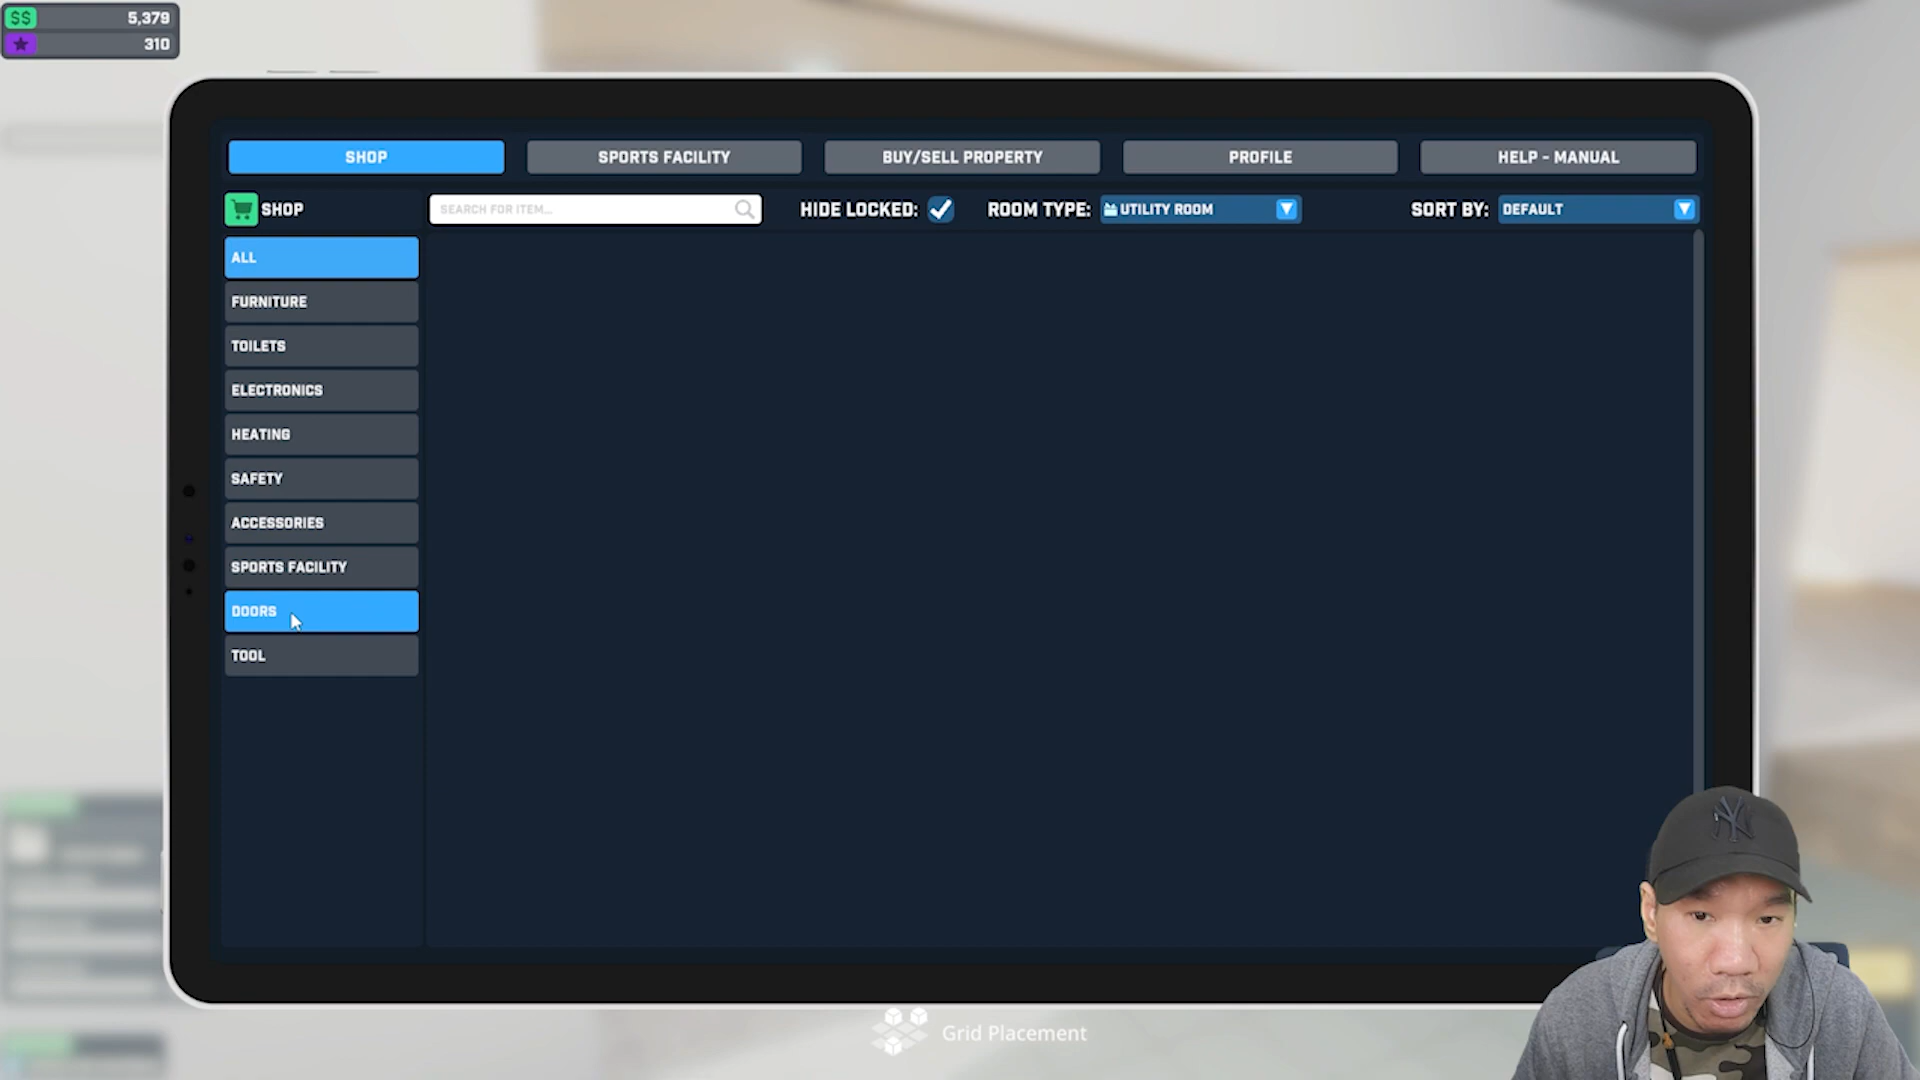 $$ 5,379
310
SHOP SPORTS FACILITY BUY/SELL PROPERTY PROFILE HELP - MANUAL
SHOP SEARCH FOR ITEM... HIDE LOCKED: ROOM TYPE: UTILITY ROOM SORT BY: DEFAULT
ALL
FURNITURE
TOILETS
ELECTRONICS
HEATING
SAFETY
ACCESSORIES
SPORTS FACILITY
DOORS
TOOL
Grid Placement
NY